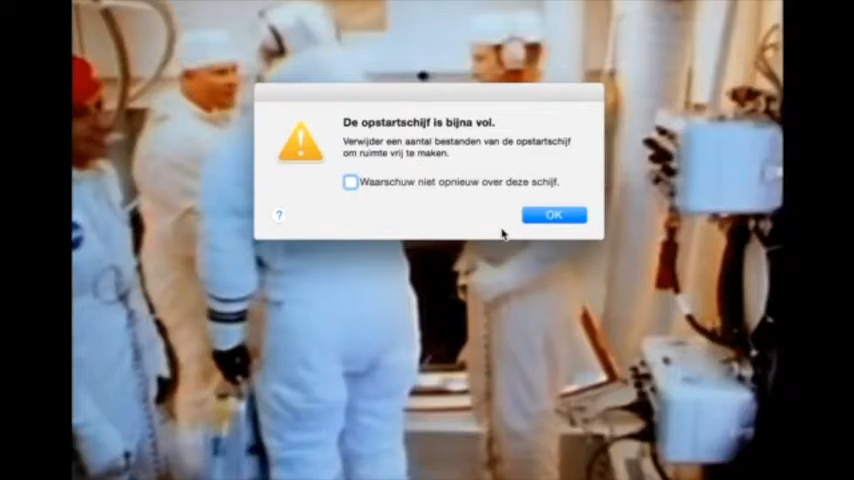 De opstartschijf is bijna vol.
Verwijder een aantal bestanden van de opstartschijf
om ruimte vrij te maken.
Waarschuw niet opnieuw over deze schijf.
? OK